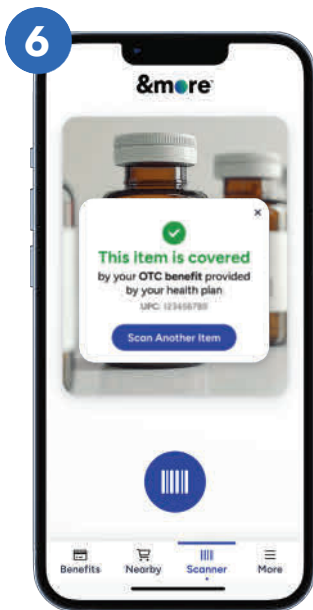 6
&more
This item is covered
by your OTC benefit provided
by your health plan
UPC: 123456789
Scan Another Item
Benefits Nearby Scanner More